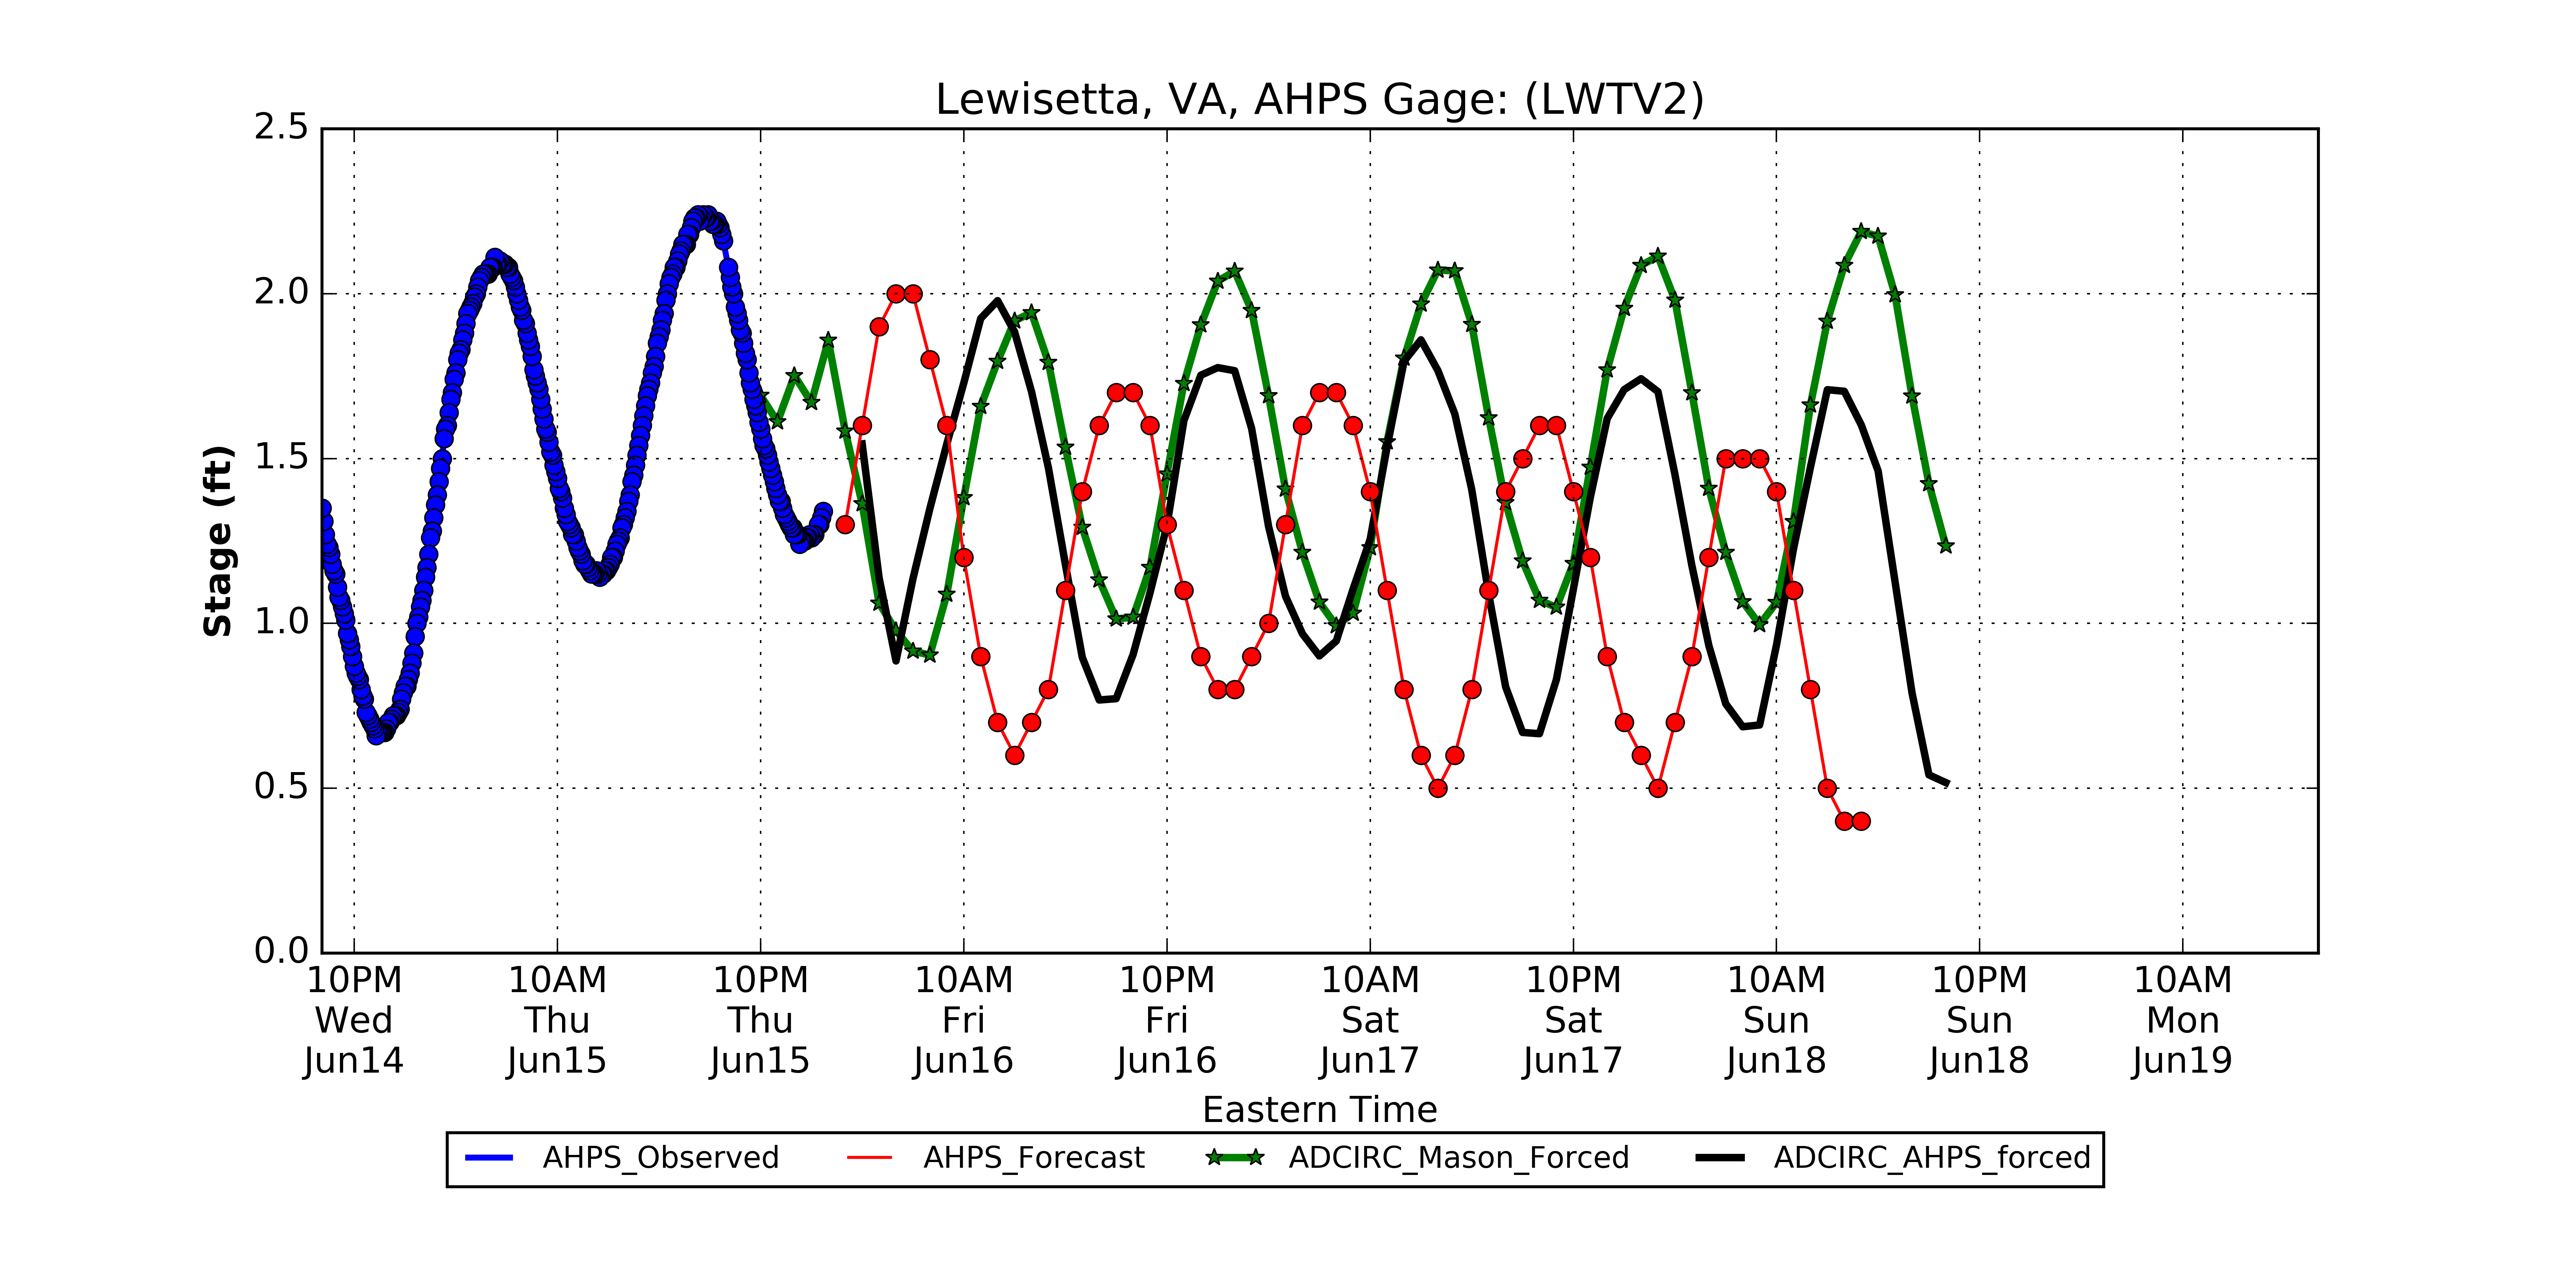 Lewisetta, VA, AHPS Gage: (LWTV2)
2.5
2.0
1.5
1.0
0.5
0.0
Stage (ft)
10PM 10AM 10PM 10AM 10PM 10AM 10PM 10AM 10PM 10AM
Wed Thu Thu Fri Fri Sat Sat Sun Sun Mon
Jun14 Jun15 Jun15 Jun16 Jun16 Jun17 Jun17 Jun18 Jun18 Jun19
Eastern Time
AHPS_Observed AHPS_Forecast ADCIRC_Mason_Forced ADCIRC_AHPS_forced